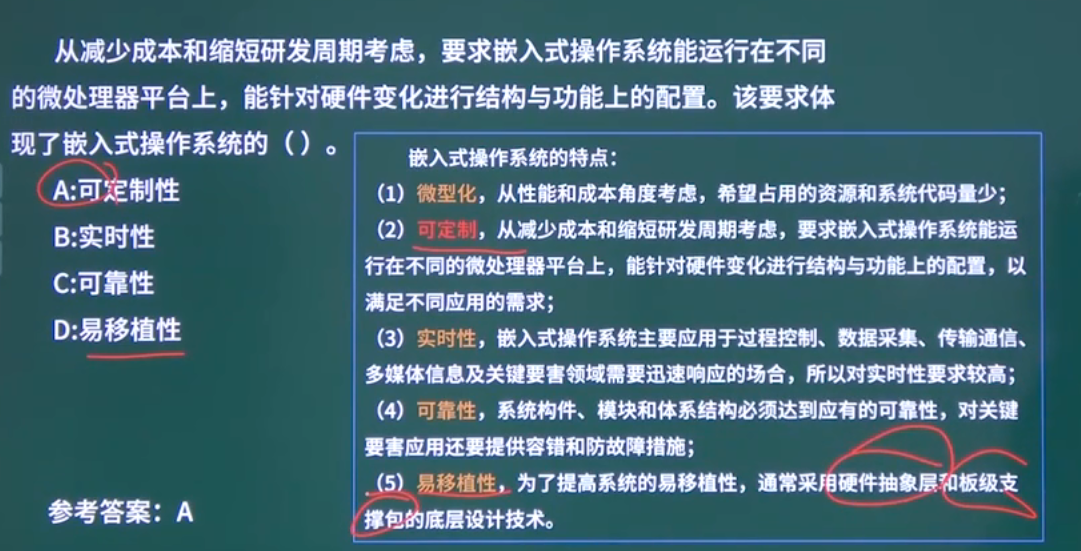 从减少成本和缩短研发周期考虑，要求嵌入式操作系统能运行在不同
的微处理器平台上，能针对硬件变化进行结构与功能上的配置。该要求体
现了嵌入式操作系统的（ ）。
A:可定制性
B:实时性
C:可靠性
D:易移植性
参考答案：A
嵌入式操作系统的特点：
（1）微型化，从性能和成本角度考虑，希望占用的资源和系统代码量少；
（2）可定制，从减少成本和缩短研发周期考虑，要求嵌入式操作系统能运
行在不同的微处理器平台上，能针对硬件变化进行结构与功能上的配置，以
满足不同应用的需求；
（3）实时性，嵌入式操作系统主要应用于过程控制、数据采集、传输通信、
多媒体信息及关键要害领域需要迅速响应的场合，所以对实时性要求较高；
（4）可靠性，系统构件、模块和体系结构必须达到应有的可靠性，对关键
要害应用还要提供容错和防故障措施；
（5）易移植性，为了提高系统的易移植性，通常采用硬件抽象层和板级支
撑包的底层设计技术。